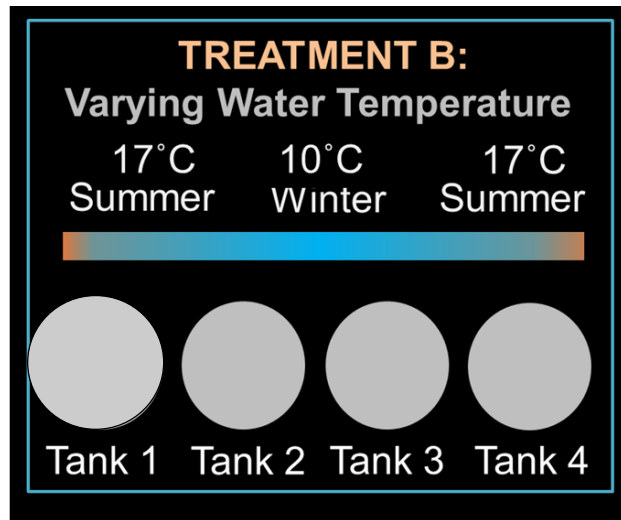 TREATMENT B:
Varying Water Temperature
17°C 10°C 17°C
Summer Winter Summer
Tank 1 Tank 2 Tank 3 Tank 4